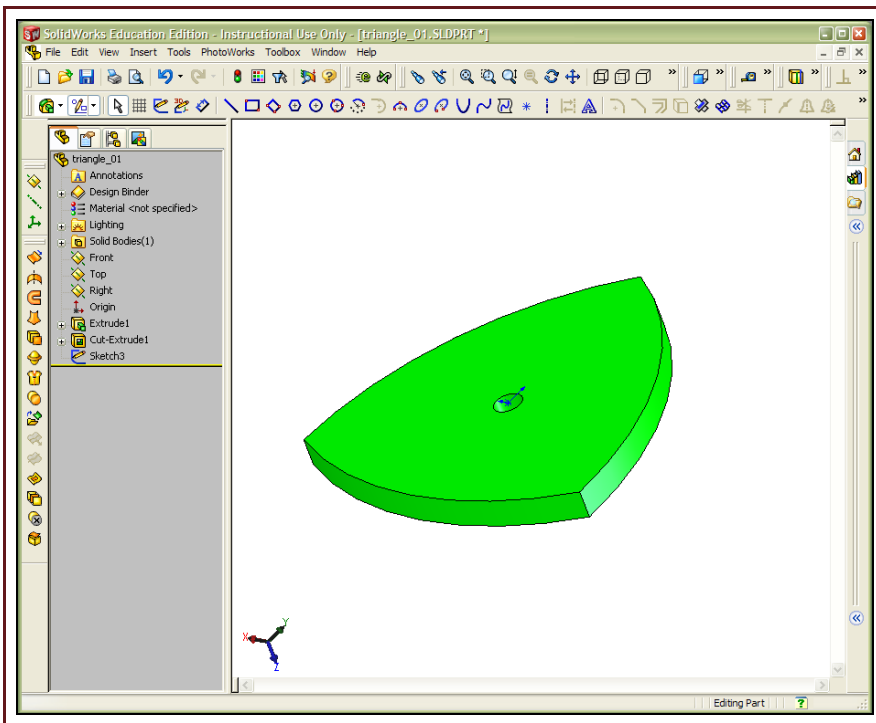 SolidWorks Education Edition - Instructional Use Only - [triangle_01.SLDPRT *]
File Edit View Insert Tools PhotoWorks Toolbox Window Help
triangle_01
Annotations
Design Binder
Material <not specified>
Lighting
Solid Bodies(1)
Front
Top
Right
Origin
Extrude1
Cut-Extrude1
Sketch3
Y
X
Z
Editing Part